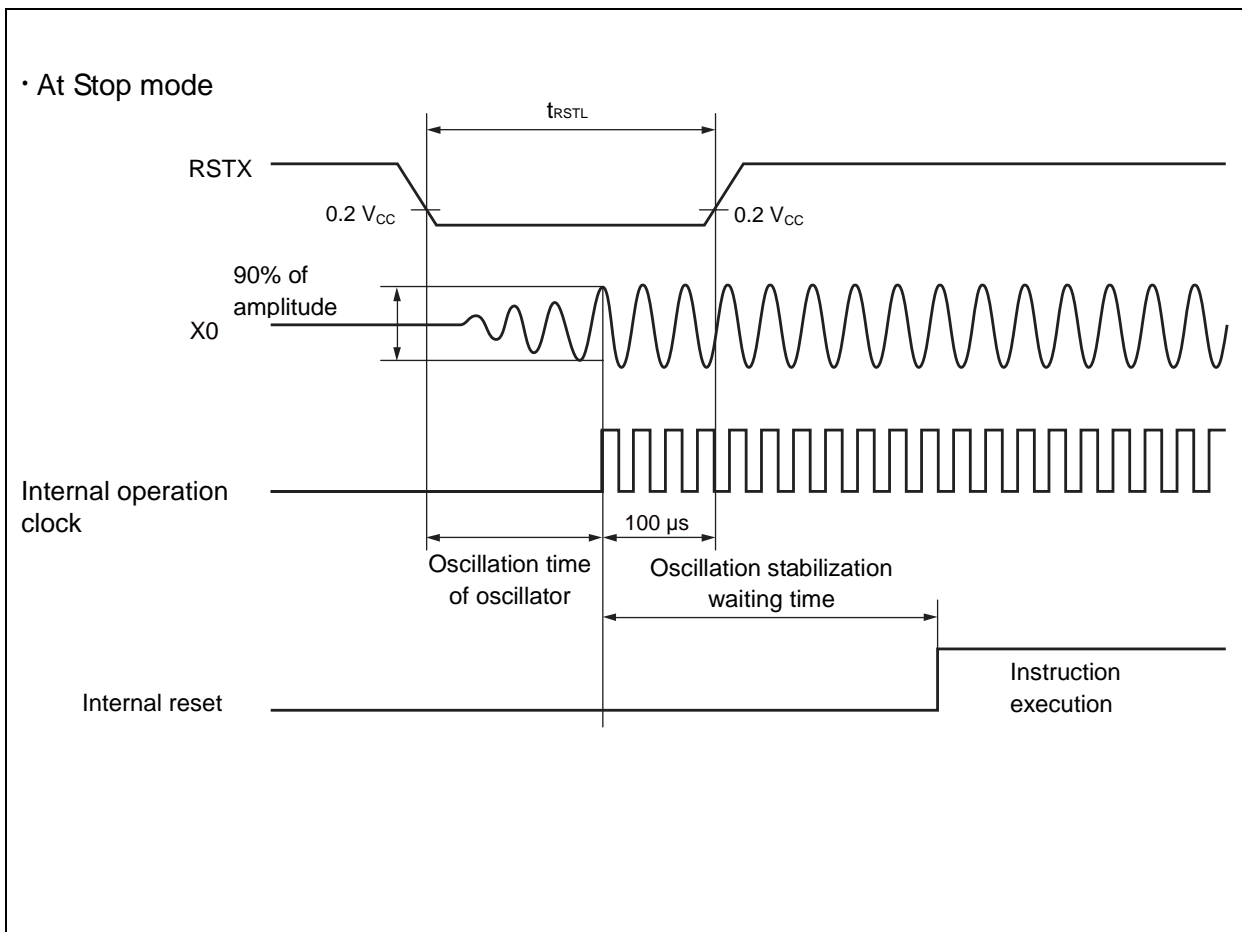 · At Stop mode
tRSTL
RSTX
0.2 VCC
0.2 VCC
90% of
amplitude
X0
Internal operation
clock
100 µs
Oscillation time
of oscillator
Oscillation stabilization
waiting time
Internal reset
Instruction
execution